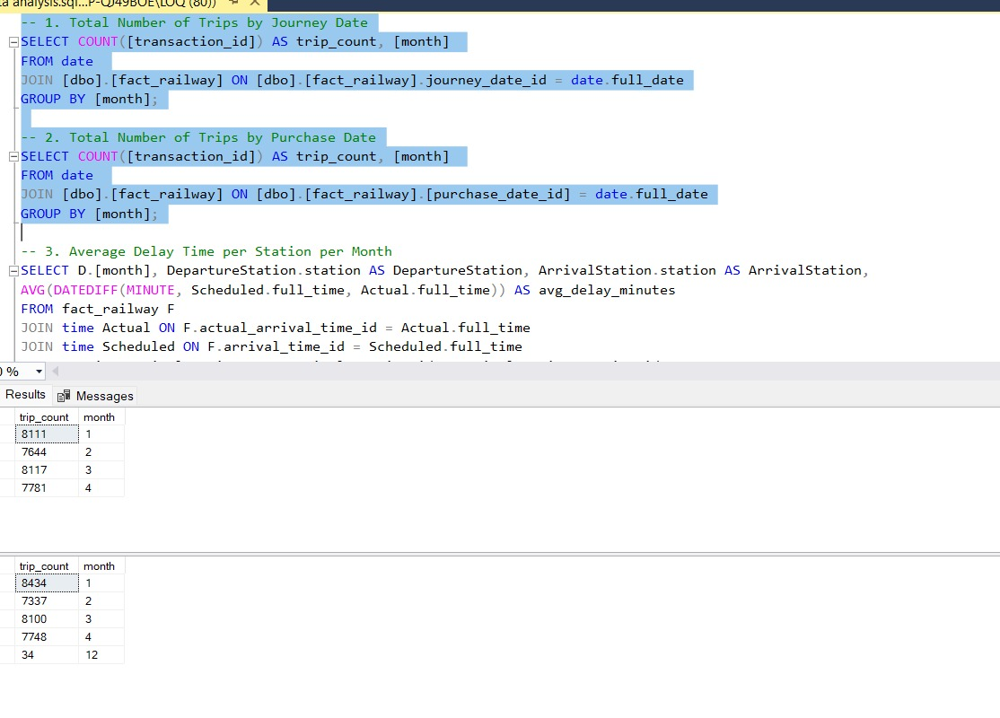 ta analysis.sql...P-QJ49BOE\LOQ (80))
-- 1. Total Number of Trips by Journey Date
SELECT COUNT([transaction_id]) AS trip_count, [month]
FROM date
JOIN [dbo].[fact_railway] ON [dbo].[fact_railway].journey_date_id = date.full_date
GROUP BY [month];
-- 2. Total Number of Trips by Purchase Date
SELECT COUNT([transaction_id]) AS trip_count, [month]
FROM date
JOIN [dbo].[fact_railway] ON [dbo].[fact_railway].[purchase_date_id] = date.full_date
GROUP BY [month];
-- 3. Average Delay Time per Station per Month
SELECT D.[month], DepartureStation.station AS DepartureStation, ArrivalStation.station AS ArrivalStation,
AVG(DATEDIFF(MINUTE, Scheduled.full_time, Actual.full_time)) AS avg_delay_minutes
FROM fact_railway F
JOIN time Actual ON F.actual_arrival_time_id = Actual.full_time
JOIN time Scheduled ON F.arrival_time_id = Scheduled.full_time
0 %
Results Messages
trip_count month
8111 1
7644 2
8117 3
7781 4
trip_count month
8434 1
7337 2
8100 3
7748 4
34 12